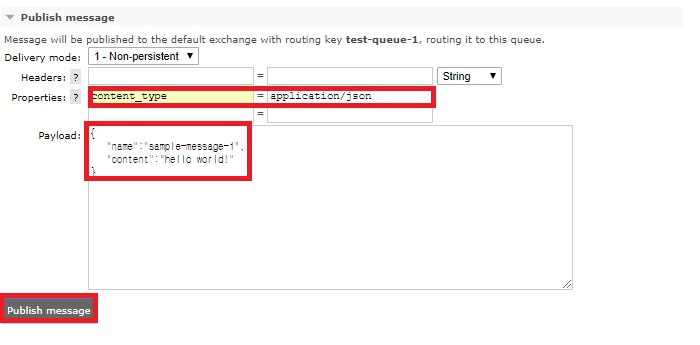 Publish message
Message will be published to the default exchange with routing key test-queue-1, routing it to this queue.
Delivery mode: 1 - Non-persistent
Headers: ? = String
Properties: ? content_type = application/json
=
Payload: {
"name":"sample-message-1",
"content":"hello world!"
}
Publish message